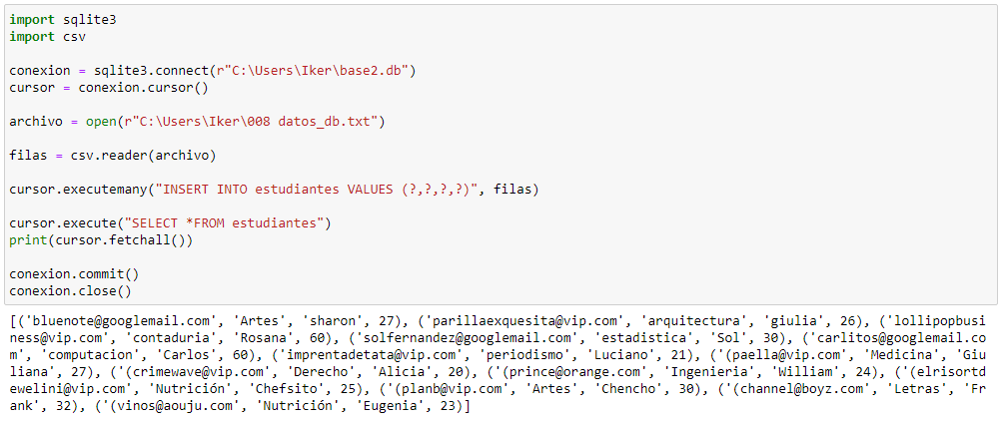 import sqlite3
import csv
conexion = sqlite3.connect(r"C:\Users\Iker\base2.db")
cursor = conexion.cursor()
archivo = open(r"C:\Users\Iker\008 datos_db.txt")
filas = csv.reader(archivo)
cursor.executemany("INSERT INTO estudiantes VALUES (?,?,?,?)", filas)
cursor.execute("SELECT *FROM estudiantes")
print(cursor.fetchall())
conexion.commit()
conexion.close()
[('bluenote@googlemail.com', 'Artes', 'sharon', 27), ('parillaexquesita@vip.com', 'arquitectura', 'giulia', 26), ('lollipopbusi
ness@vip.com', 'contaduria', 'Rosana', 60), ('solfernandez@googlemail.com', 'estadistica', 'Sol', 30), ('carlitos@googlemail.co
m', 'computacion', 'Carlos', 60), ('imprentadetata@vip.com', 'periodismo', 'Luciano', 21), ('(paella@vip.com', 'Medicina', 'Giu
liana', 27), ('(crimewave@vip.com', 'Derecho', 'Alicia', 20), ('(prince@orange.com', 'Ingenieria', 'William', 24), ('(elrisortd
ewelini@vip.com', 'Nutrición', 'Chefsito', 25), ('(planb@vip.com', 'Artes', 'Chencho', 30), ('(channel@boyz.com', 'Letras', 'Fr
ank', 32), ('(vinos@aouju.com', 'Nutrición', 'Eugenia', 23)]